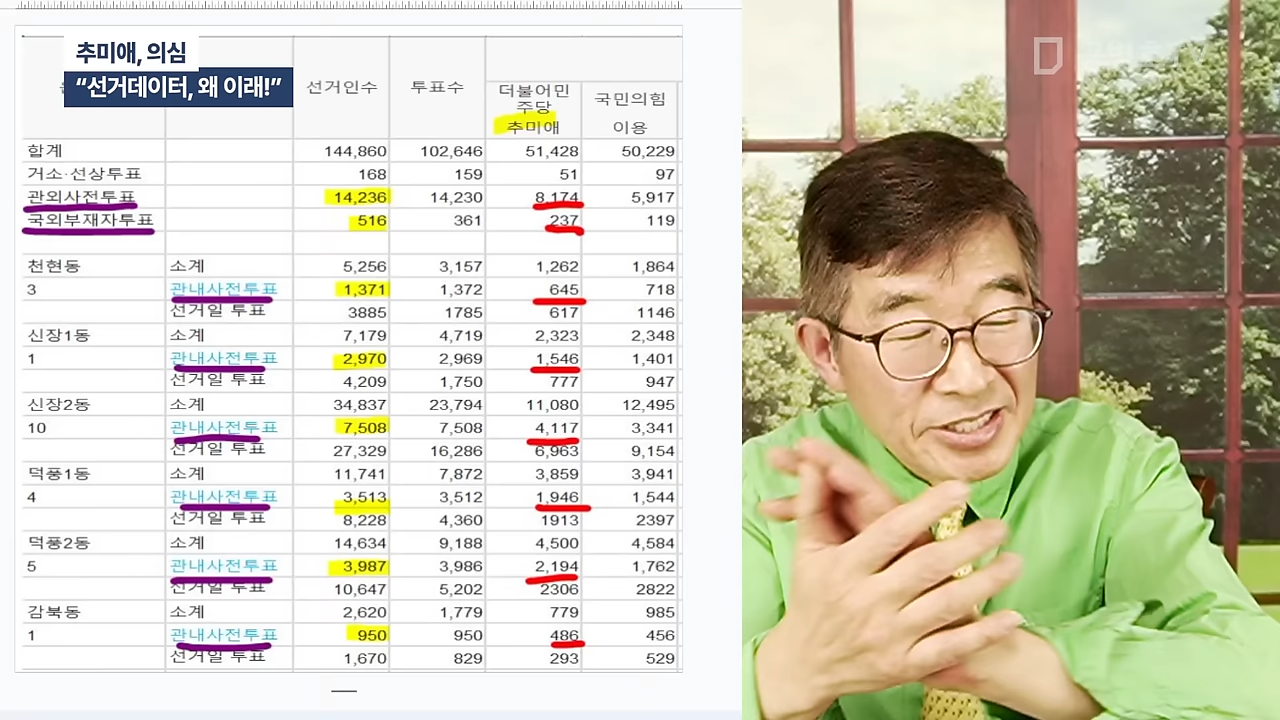 추미애, 의심
“선거데이터, 왜 이래!”
선거인수 투표수 더불어민주당 추미애 국민의힘 이용
합계 144,860 102,646 51,428 50,229
거소·선상투표 168 159 51 97
관외사전투표 14,236 14,230 8,174 5,917
국외부재자투표 516 361 237 119
천현동 소계 5,256 3,157 1,262 1,864
3 관내사전투표 1,371 1,372 645 718
선거일 투표 3885 1785 617 1146
신장1동 소계 7,179 4,719 2,323 2,348
1 관내사전투표 2,970 2,969 1,546 1,401
선거일 투표 4,209 1,750 777 947
신장2동 소계 34,837 23,794 11,080 12,495
10 관내사전투표 7,508 7,508 4,117 3,341
선거일 투표 27,329 16,286 6,963 9,154
덕풍1동 소계 11,741 7,872 3,859 3,941
4 관내사전투표 3,513 3,512 1,946 1,544
선거일 투표 8,228 4,360 1913 2397
덕풍2동 소계 14,634 9,188 4,500 4,584
5 관내사전투표 3,987 3,986 2,194 1,762
선거일 투표 10,647 5,202 2306 2822
감북동 소계 2,620 1,779 779 985
1 관내사전투표 950 950 486 456
선거일 투표 1,670 829 293 529